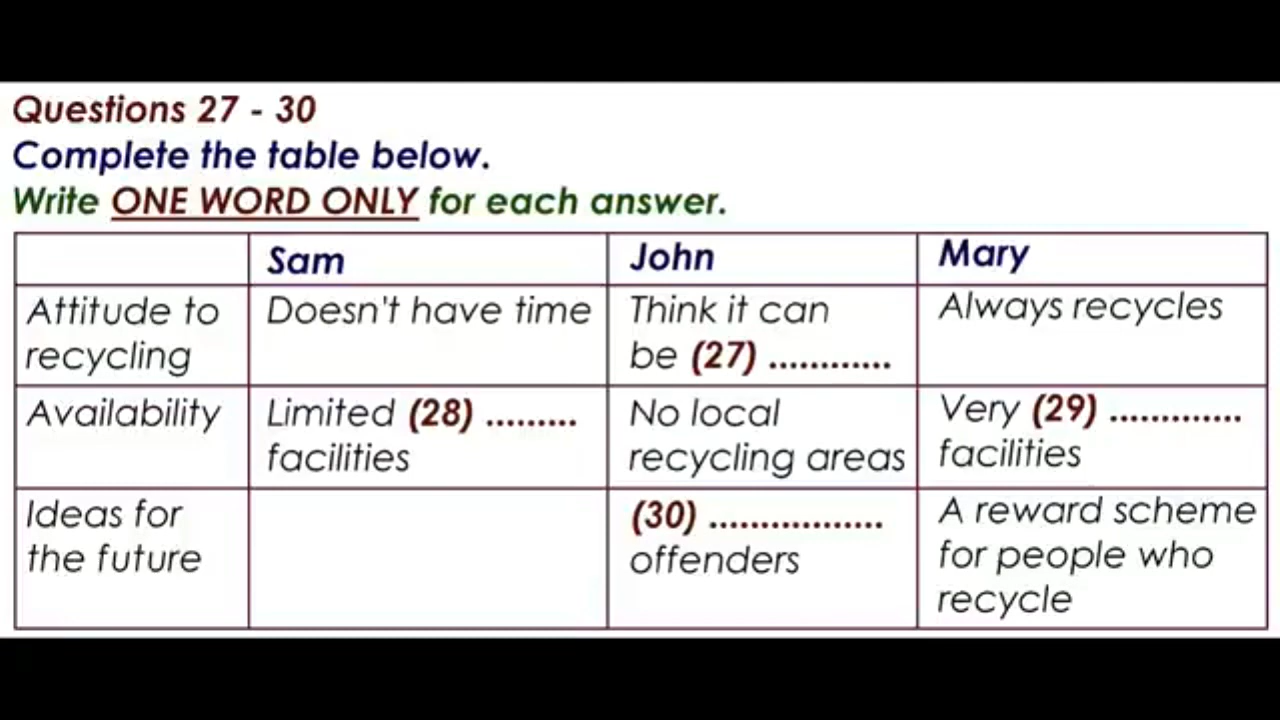 Questions 27 - 30
Complete the table below.
Write ONE WORD ONLY for each answer.
Sam
John
Mary
Attitude to
recycling
Doesn't have time
Think it can
be (27) ............
Always recycles
Availability
Limited (28) .........
facilities
No local
recycling areas
Very (29) .............
facilities
Ideas for
the future
(30) .................
offenders
A reward scheme
for people who
recycle